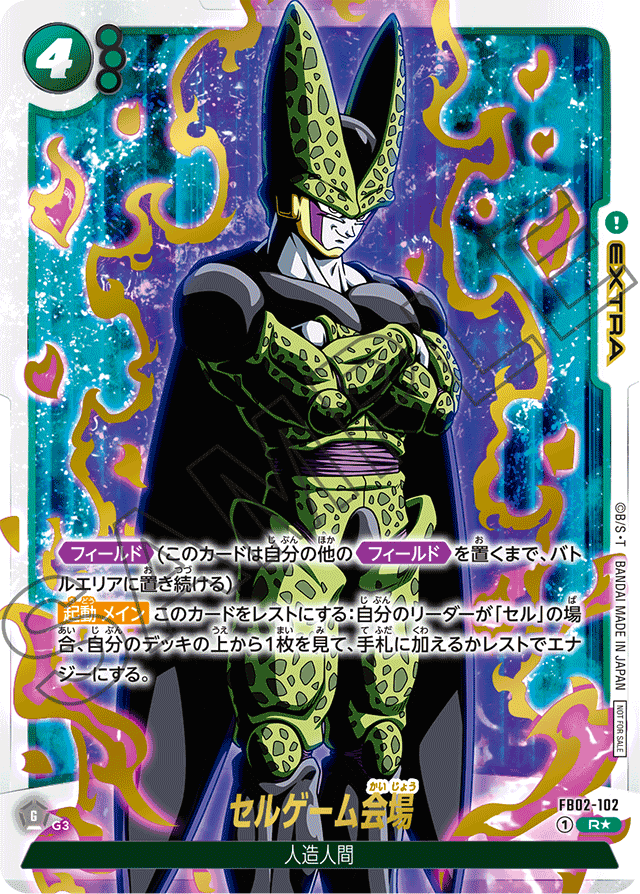 4
! EXTRA
SAMPLE
フィールド (このカードは自分の他の フィールド を置くまで、バト
ルエリアに置き続ける)
起動メイン このカードをレストにする：自分のリーダーが「セル」の場
合、自分のデッキの上から1枚を見て、手札に加えるかレストでエナ
ジーにする。
©B/S・T BANDAI MADE IN JAPAN
NOT FOR SALE
かいじょう
セルゲーム会場
FB02-102
G
G3
1 R★
人造人間